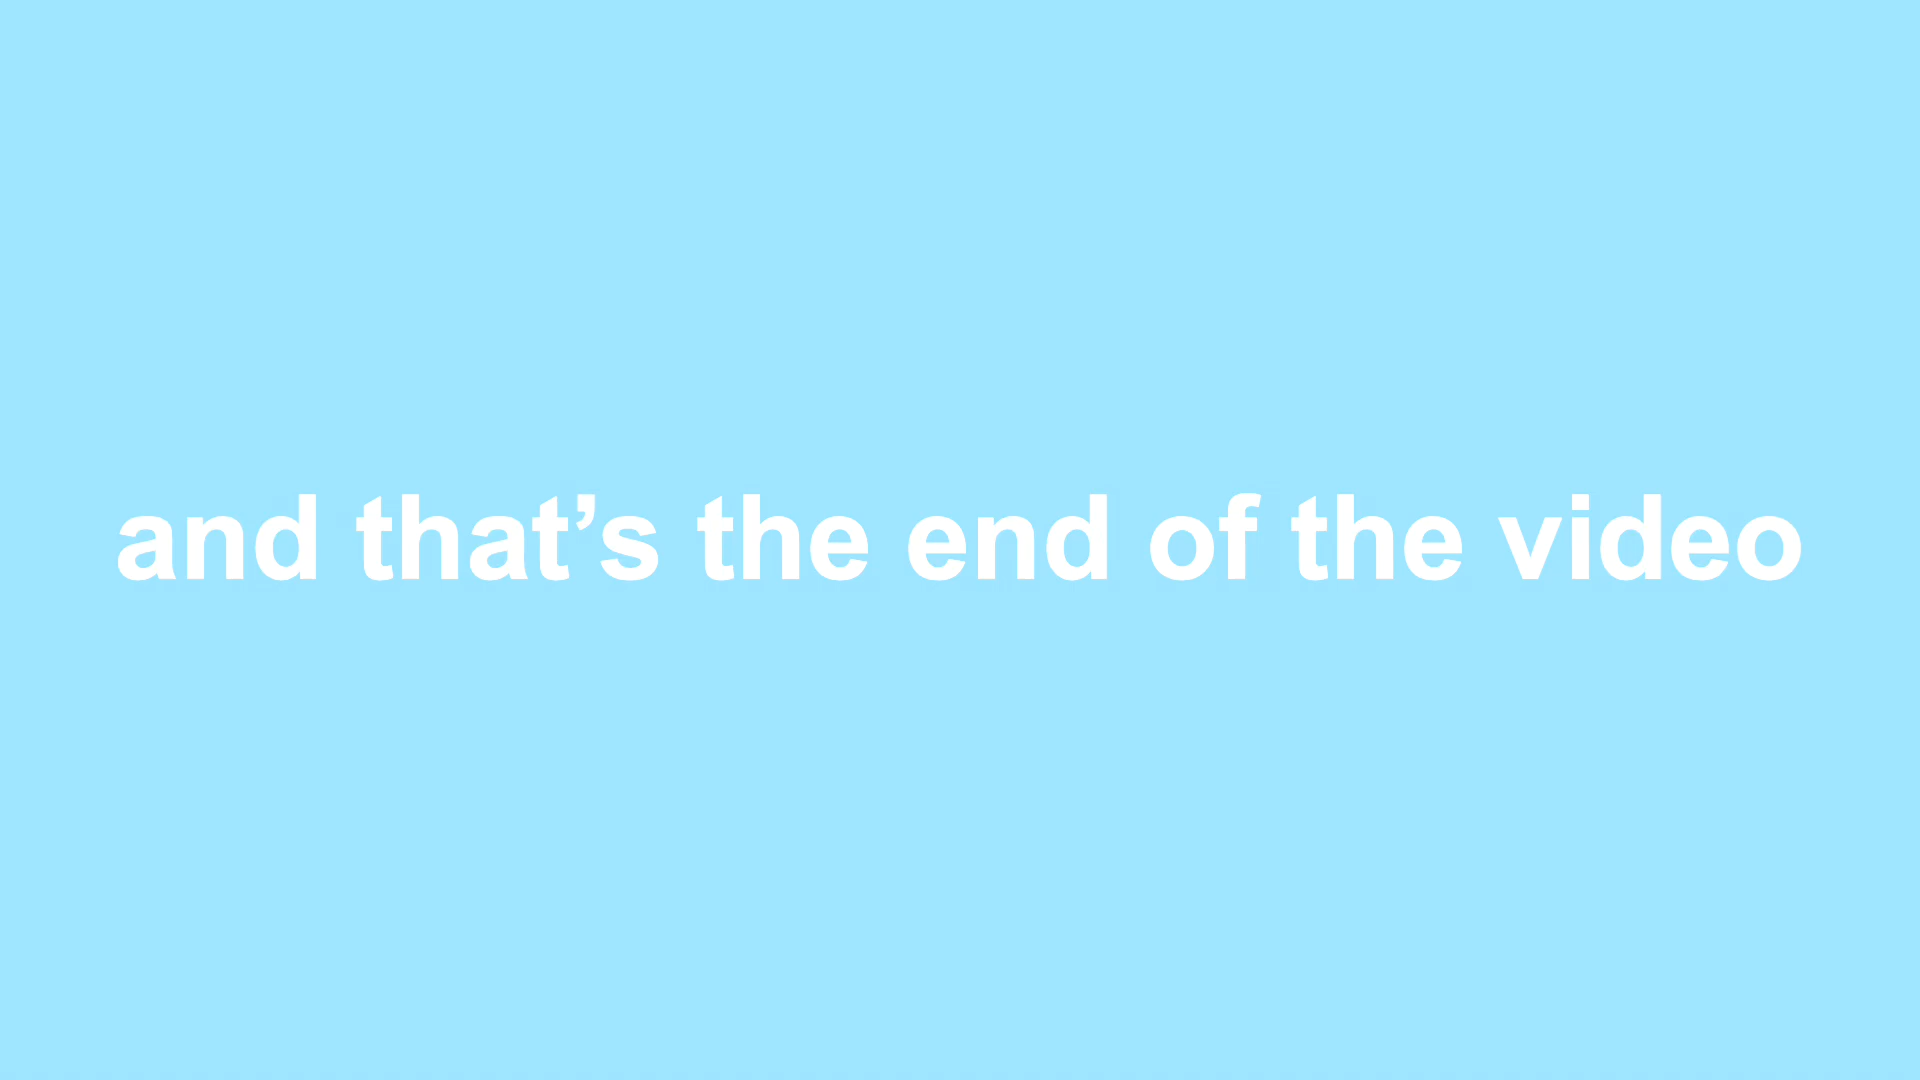 and that’s the end of the video